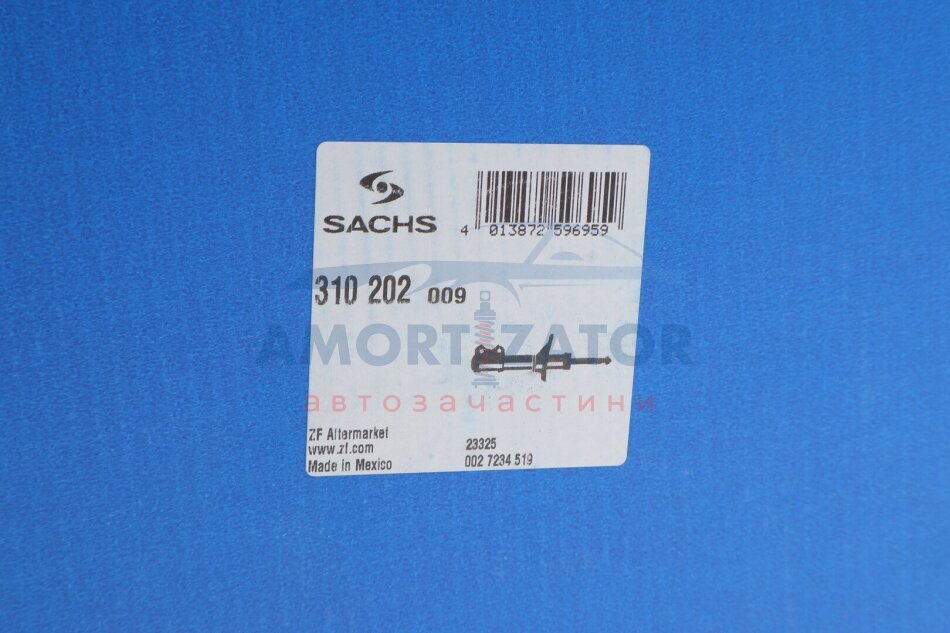 SACHS
4 013872 596959
310 202 009
AMORTIZATOR
автозачастини
ZF Aftermarket
www.zf.com
Made in Mexico
23325
002 7234 519